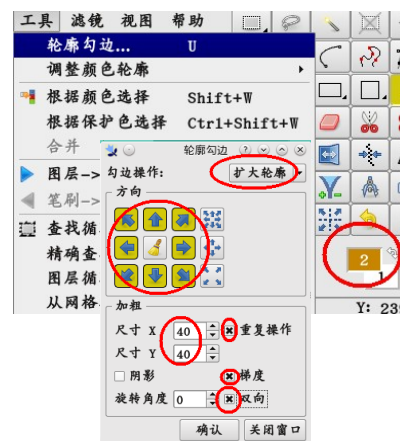 工具 滤镜 视图 帮助
轮廓勾边... U
调整颜色轮廓
根据颜色选择 Shift+W
根据保护色选择 Ctrl+Shift+W
合并
轮廓勾边
图层->
勾边操作: 扩大轮廓
笔刷->
方向
查找循
精确查
图层循
从网格
2
1
Y: 23
加粗
尺寸 X 40 重复操作
尺寸 Y 40
阴影 梯度
旋转角度 0 双向
确认 关闭窗口